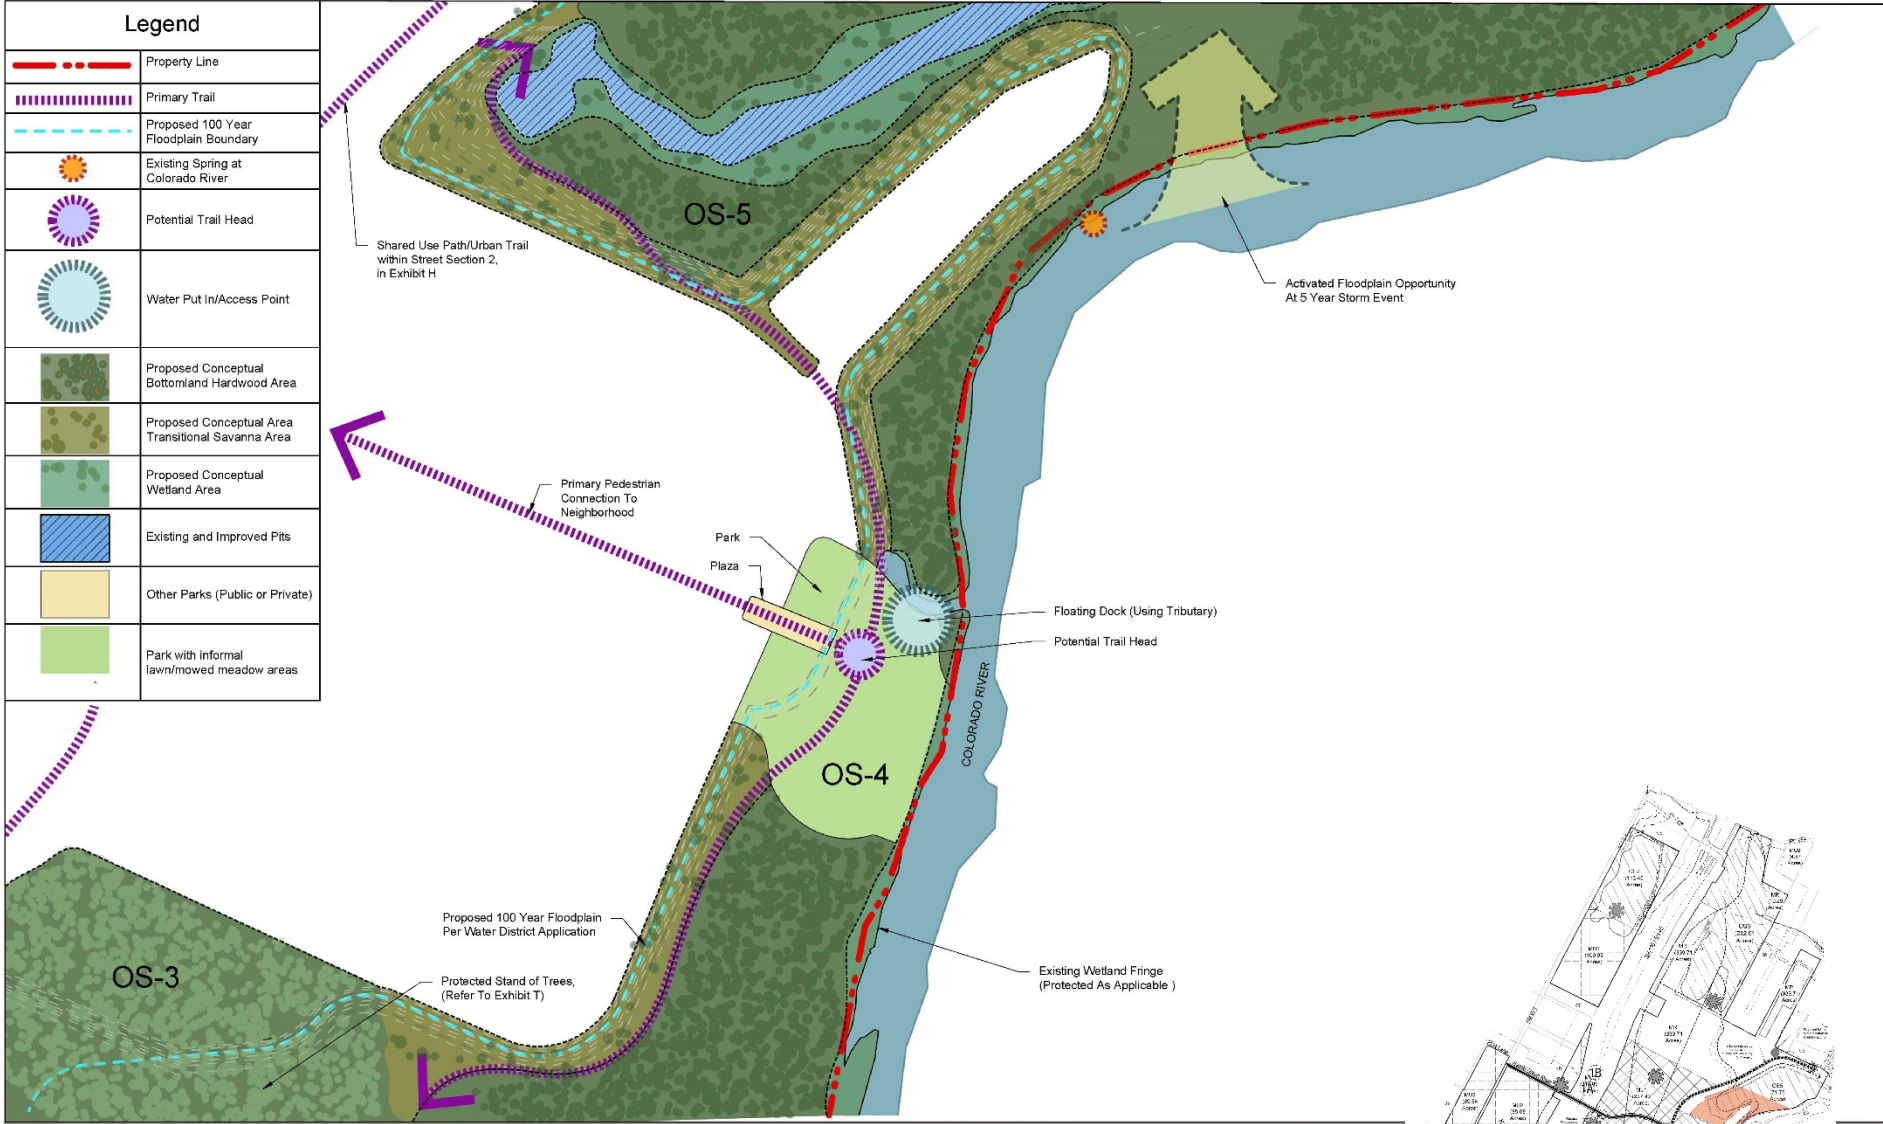 Legend
Property Line
Primary Trail
Proposed 100 Year
Floodplain Boundary
Existing Spring at
Colorado River
Potential Trail Head
Water Put In/Access Point
Proposed Conceptual
Bottomland Hardwood Area
Proposed Conceptual Area
Transitional Savanna Area
Proposed Conceptual
Wetland Area
Existing and Improved Pits
Other Parks (Public or Private)
Park with informal
lawn/mowed meadow areas
OS-5
Shared Use Path/Urban Trail
within Street Section 2,
in Exhibit H
Activated Floodplain Opportunity
At 5 Year Storm Event
Primary Pedestrian
Connection To
Neighborhood
Park
Plaza
Floating Dock (Using Tributary)
Potential Trail Head
COLORADO RIVER
OS-4
Proposed 100 Year Floodplain
Per Water District Application
OS-3
Protected Stand of Trees,
(Refer To Exhibit T)
Existing Wetland Fringe
(Protected As Applicable )
1B